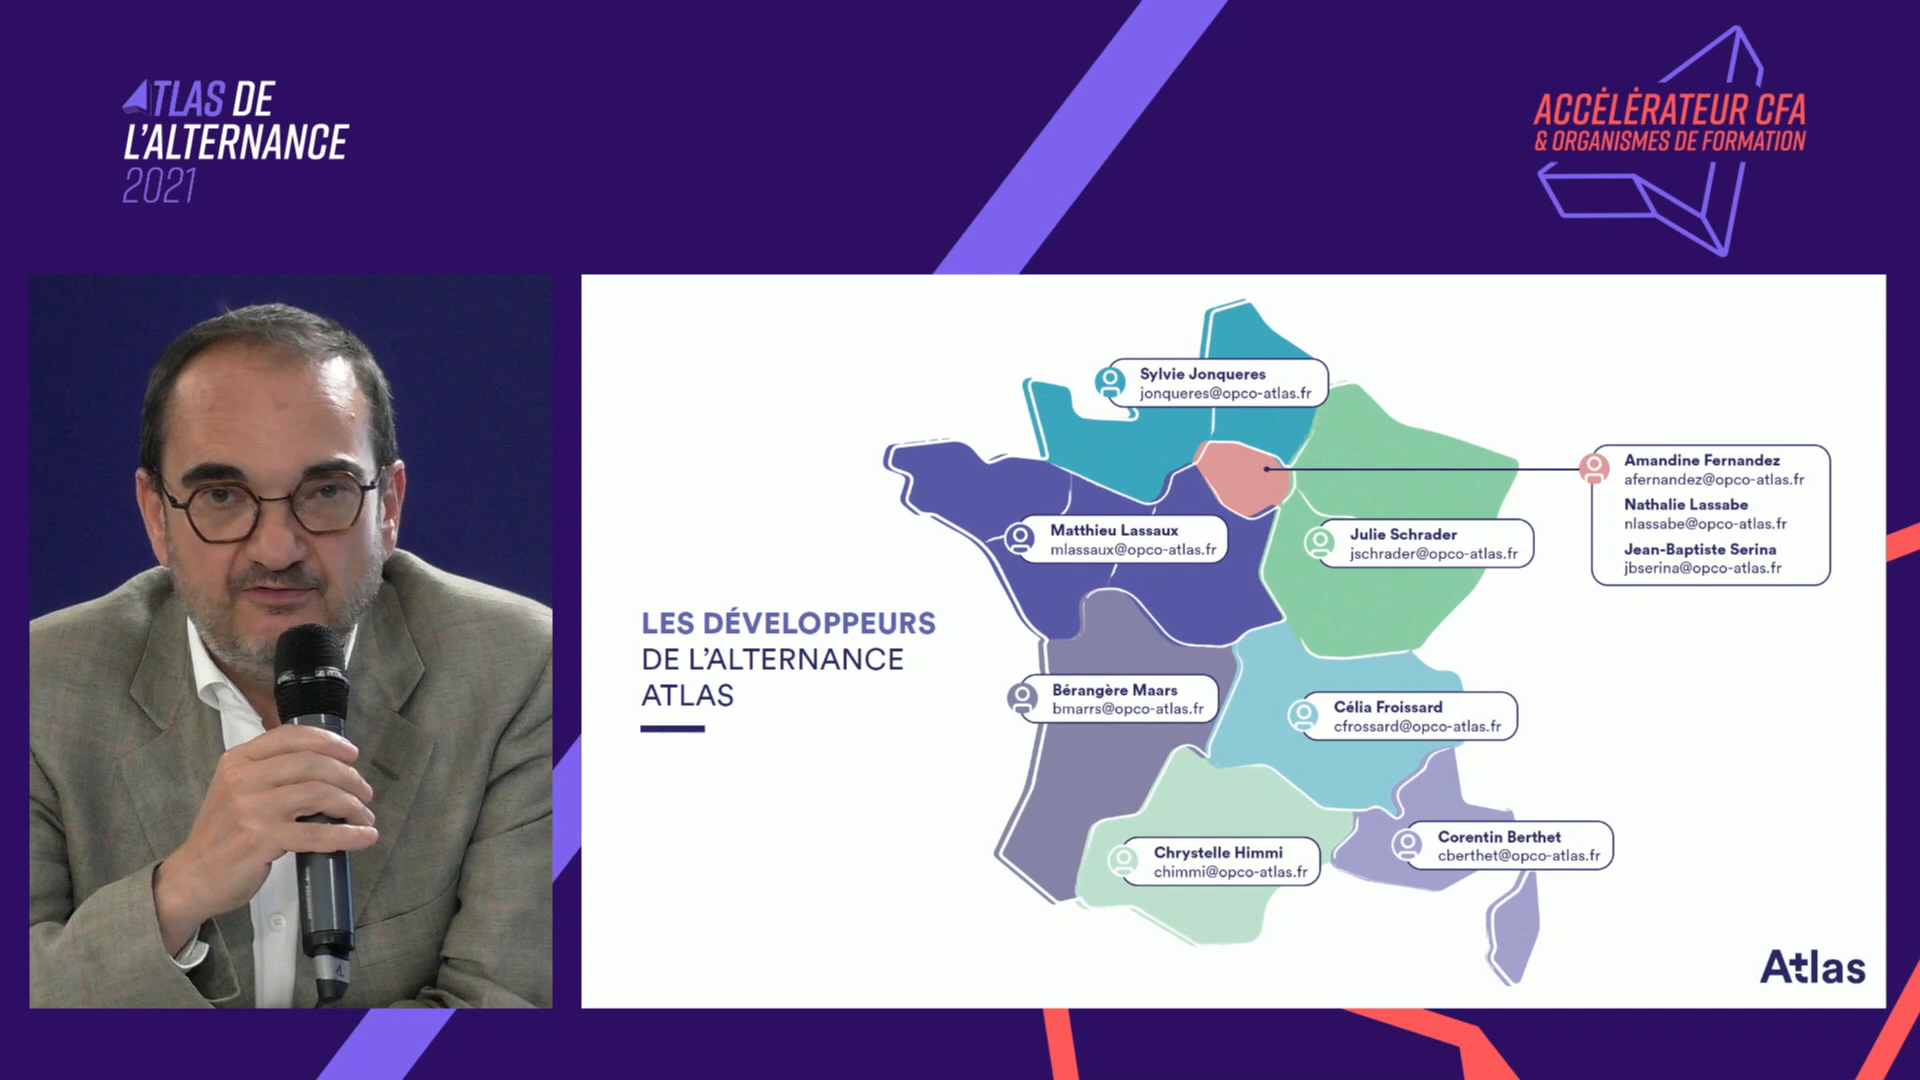 ATLAS DE
L'ALTERNANCE
2021
ACCÉLÉRATEUR CFA
& ORGANISMES DE FORMATION
Sylvie Jonqueres
jonqueres@opco-atlas.fr
Amandine Fernandez
afernandez@opco-atlas.fr
Nathalie Lassabe
nlassabe@opco-atlas.fr
Jean-Baptiste Serina
jbserina@opco-atlas.fr
Matthieu Lassaux
mlassaux@opco-atlas.fr
Julie Schrader
jschrader@opco-atlas.fr
LES DÉVELOPPEURS
DE L'ALTERNANCE
ATLAS
Bérangère Maars
bmarrs@opco-atlas.fr
Célia Froissard
cfrossard@opco-atlas.fr
Corentin Berthet
cberthet@opco-atlas.fr
Chrystelle Himmi
chimmi@opco-atlas.fr
Atlas